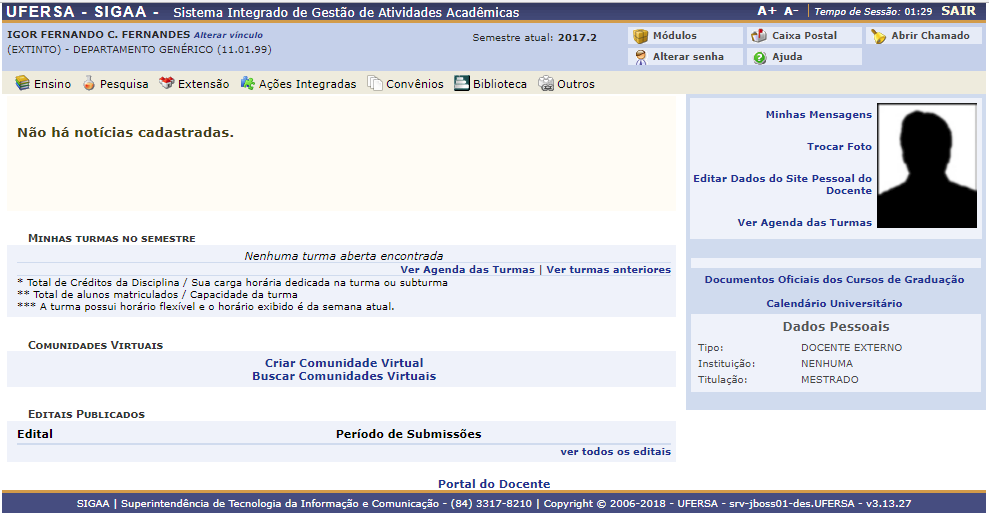 UFERSA - SIGAA - Sistema Integrado de Gestão de Atividades Acadêmicas A+ A- Tempo de Sessão: 01:29 SAIR
IGOR FERNANDO C. FERNANDES Alterar vínculo
(EXTINTO) - DEPARTAMENTO GENÉRICO (11.01.99)
Semestre atual: 2017.2
Módulos Caixa Postal Abrir Chamado
Alterar senha Ajuda
Ensino Pesquisa Extensão Ações Integradas Convênios Biblioteca Outros
Não há notícias cadastradas.
MINHAS TURMAS NO SEMESTRE
Nenhuma turma aberta encontrada
Ver Agenda das Turmas | Ver turmas anteriores
* Total de Créditos da Disciplina / Sua carga horária dedicada na turma ou subturma
** Total de alunos matriculados / Capacidade da turma
*** A turma possui horário flexível e o horário exibido é da semana atual.
COMUNIDADES VIRTUAIS
Criar Comunidade Virtual
Buscar Comunidades Virtuais
EDITAIS PUBLICADOS
Edital Período de Submissões
ver todos os editais
Minhas Mensagens
Trocar Foto
Editar Dados do Site Pessoal do
Docente
Ver Agenda das Turmas
Documentos Oficiais dos Cursos de Graduação
Calendário Universitário
Dados Pessoais
Tipo: DOCENTE EXTERNO
Instituição: NENHUMA
Titulação: MESTRADO
Portal do Docente
SIGAA | Superintendência de Tecnologia da Informação e Comunicação - (84) 3317-8210 | Copyright © 2006-2018 - UFERSA - srv-jboss01-des.UFERSA - v3.13.27